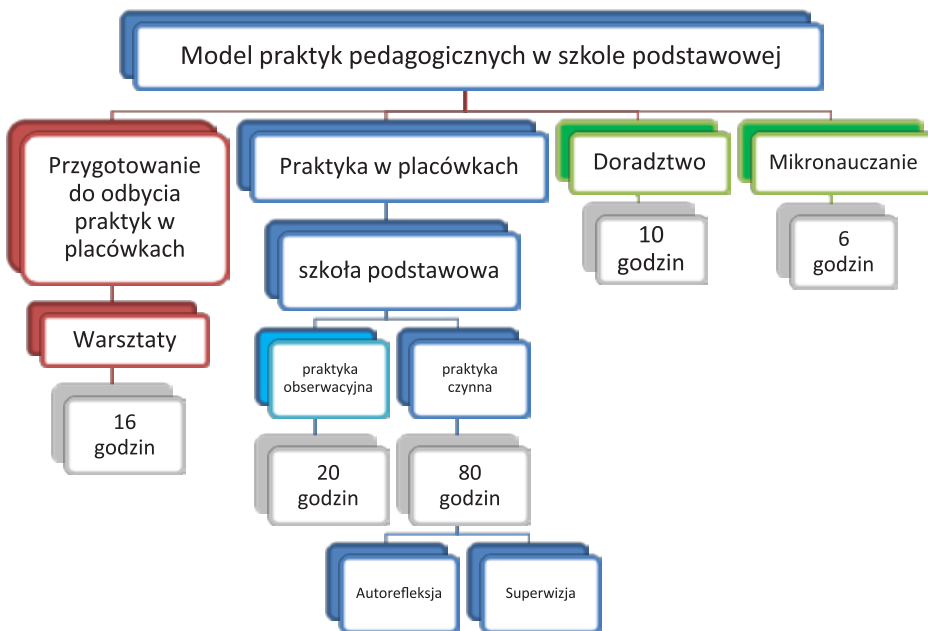 Model praktyk pedagogicznych w szkole podstawowej
Przygotowanie
do odbycia
praktyk w
placówkach
Warsztaty
16
godzin
Praktyka w placówkach
szkoła podstawowa
praktyka
obserwacyjna
20
godzin
praktyka
czynna
80
godzin
Autorefleksja
Superwizja
Doradztwo
10
godzin
Mikronauczanie
6
godzin